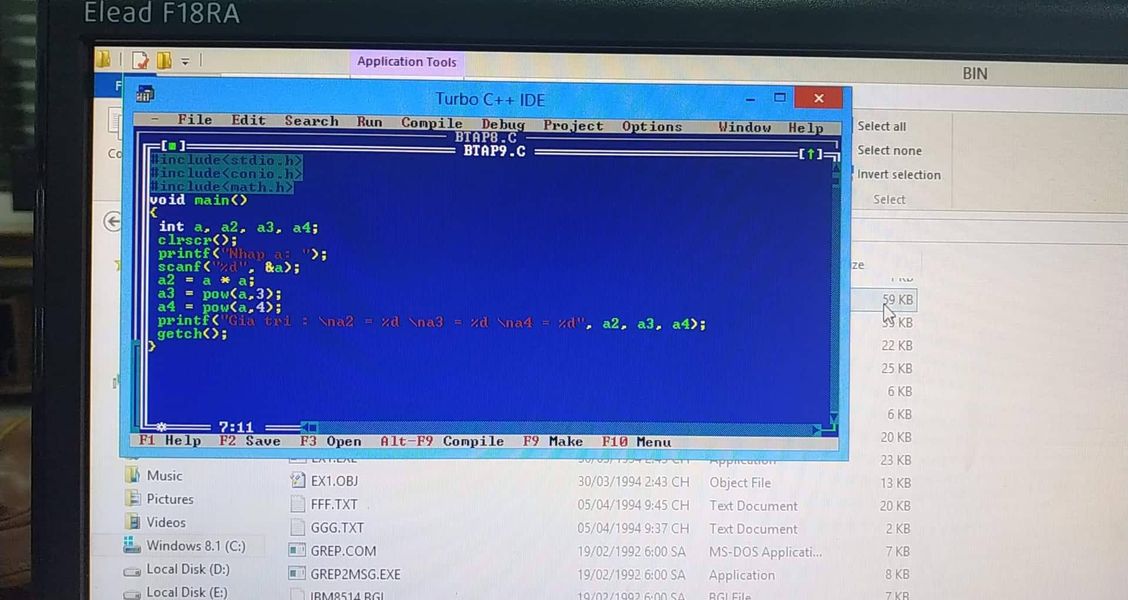 Elead F18RA
Application Tools
BIN
Turbo C++ IDE
File Edit Search Run Compile Debug Project Options Window Help
BTAP8.C
BTAP9.C
#include<stdio.h>
#include<conio.h>
#include<math.h>
void main()
{
int a, a2, a3, a4;
clrscr();
printf("Nhap a: ");
scanf("%d", &a);
a2 = a * a;
a3 = pow(a,3);
a4 = pow(a,4);
printf("Gia tri : \na2 = %d \na3 = %d \na4 = %d", a2, a3, a4);
getch();
}
7:11
F1 Help F2 Save F3 Open Alt-F9 Compile F9 Make F10 Menu
Select all
Select none
Invert selection
Select
59 KB
39 KB
22 KB
25 KB
6 KB
6 KB
20 KB
EX1.EXE 30/03/1994 2:43 CH Application 23 KB
Music
EX1.OBJ 30/03/1994 2:43 CH Object File 13 KB
Pictures
FFF.TXT 05/04/1994 9:45 CH Text Document 20 KB
Videos
GGG.TXT 05/04/1994 9:37 CH Text Document 2 KB
Windows 8.1 (C:)
GREP.COM 19/02/1992 6:00 SA MS-DOS Applicati... 7 KB
Local Disk (D:)
GREP2MSG.EXE 19/02/1992 6:00 SA Application 8 KB
Local Disk (E:)
IBM8514.BGI 19/02/1992 6:00 SA BGI File 7 KB